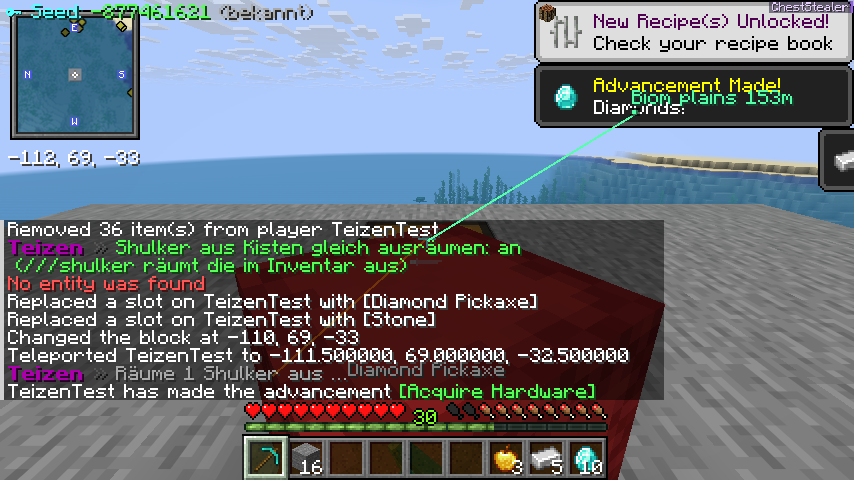 Seed -877461621 (bekannt)
ChestStealer
New Recipe(s) Unlocked!
Check your recipe book
Advancement Made!
Diamonds!
Biom plains 153m
E
N
S
W
-112, 69, -33
Removed 36 item(s) from player TeizenTest
Teizen » Shulker aus Kisten gleich ausräumen: an
(///shulker räumt die im Inventar aus)
No entity was found
Replaced a slot on TeizenTest with [Diamond Pickaxe]
Replaced a slot on TeizenTest with [Stone]
Changed the block at -110, 69, -33
Teleported TeizenTest to -111.500000, 69.000000, -32.500000
Teizen » Räume 1 Shulker aus ...
Diamond Pickaxe
TeizenTest has made the advancement [Acquire Hardware]
30
16
3
5
10